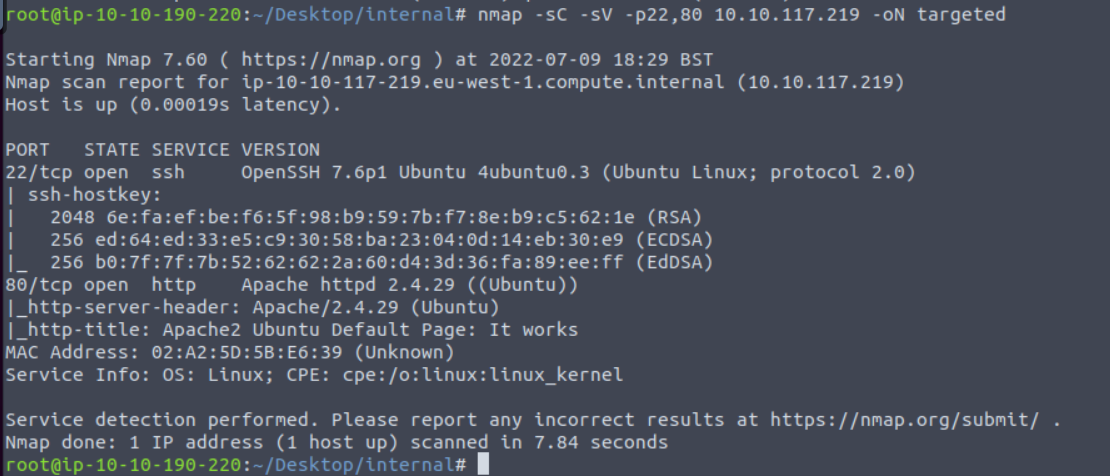 root@ip-10-10-190-220:~/Desktop/internal# nmap -sC -sV -p22,80 10.10.117.219 -oN targeted
Starting Nmap 7.60 ( https://nmap.org ) at 2022-07-09 18:29 BST
Nmap scan report for ip-10-10-117-219.eu-west-1.compute.internal (10.10.117.219)
Host is up (0.00019s latency).
PORT   STATE SERVICE VERSION
22/tcp open  ssh     OpenSSH 7.6p1 Ubuntu 4ubuntu0.3 (Ubuntu Linux; protocol 2.0)
| ssh-hostkey:
|   2048 6e:fa:ef:be:f6:5f:98:b9:59:7b:f7:8e:b9:c5:62:1e (RSA)
|   256 ed:64:ed:33:e5:c9:30:58:ba:23:04:0d:14:eb:30:e9 (ECDSA)
|_  256 b0:7f:7f:7b:52:62:62:2a:60:d4:3d:36:fa:89:ee:ff (EdDSA)
80/tcp open  http    Apache httpd 2.4.29 ((Ubuntu))
|_http-server-header: Apache/2.4.29 (Ubuntu)
|_http-title: Apache2 Ubuntu Default Page: It works
MAC Address: 02:A2:5D:5B:E6:39 (Unknown)
Service Info: OS: Linux; CPE: cpe:/o:linux:linux_kernel
Service detection performed. Please report any incorrect results at https://nmap.org/submit/ .
Nmap done: 1 IP address (1 host up) scanned in 7.84 seconds
root@ip-10-10-190-220:~/Desktop/internal#